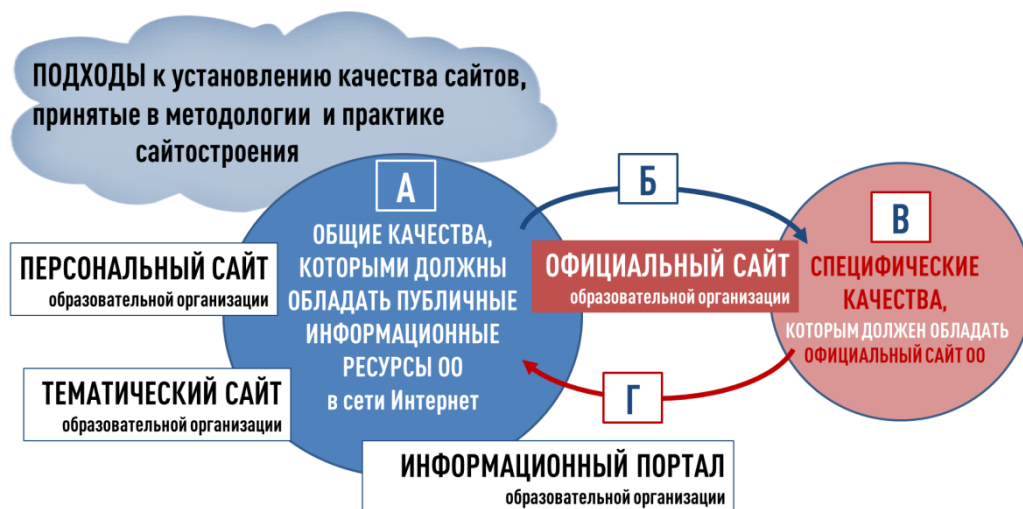 ПОДХОДЫ к установлению качества сайтов,
принятые в методологии и практике
сайтостроения
А
ОБЩИЕ КАЧЕСТВА,
КОТОРЫМИ ДОЛЖНЫ
ОБЛАДАТЬ ПУБЛИЧНЫЕ
ИНФОРМАЦИОННЫЕ
РЕСУРСЫ ОО
в сети Интернет
Б
В
СПЕЦИФИЧЕСКИЕ
КАЧЕСТВА,
КОТОРЫМ ДОЛЖЕН ОБЛАДАТЬ
ОФИЦИАЛЬНЫЙ САЙТ ОО
ПЕРСОНАЛЬНЫЙ САЙТ
образовательной организации
ОФИЦИАЛЬНЫЙ САЙТ
образовательной организации
ТЕМАТИЧЕСКИЙ САЙТ
образовательной организации
Г
ИНФОРМАЦИОННЫЙ ПОРТАЛ
образовательной организации